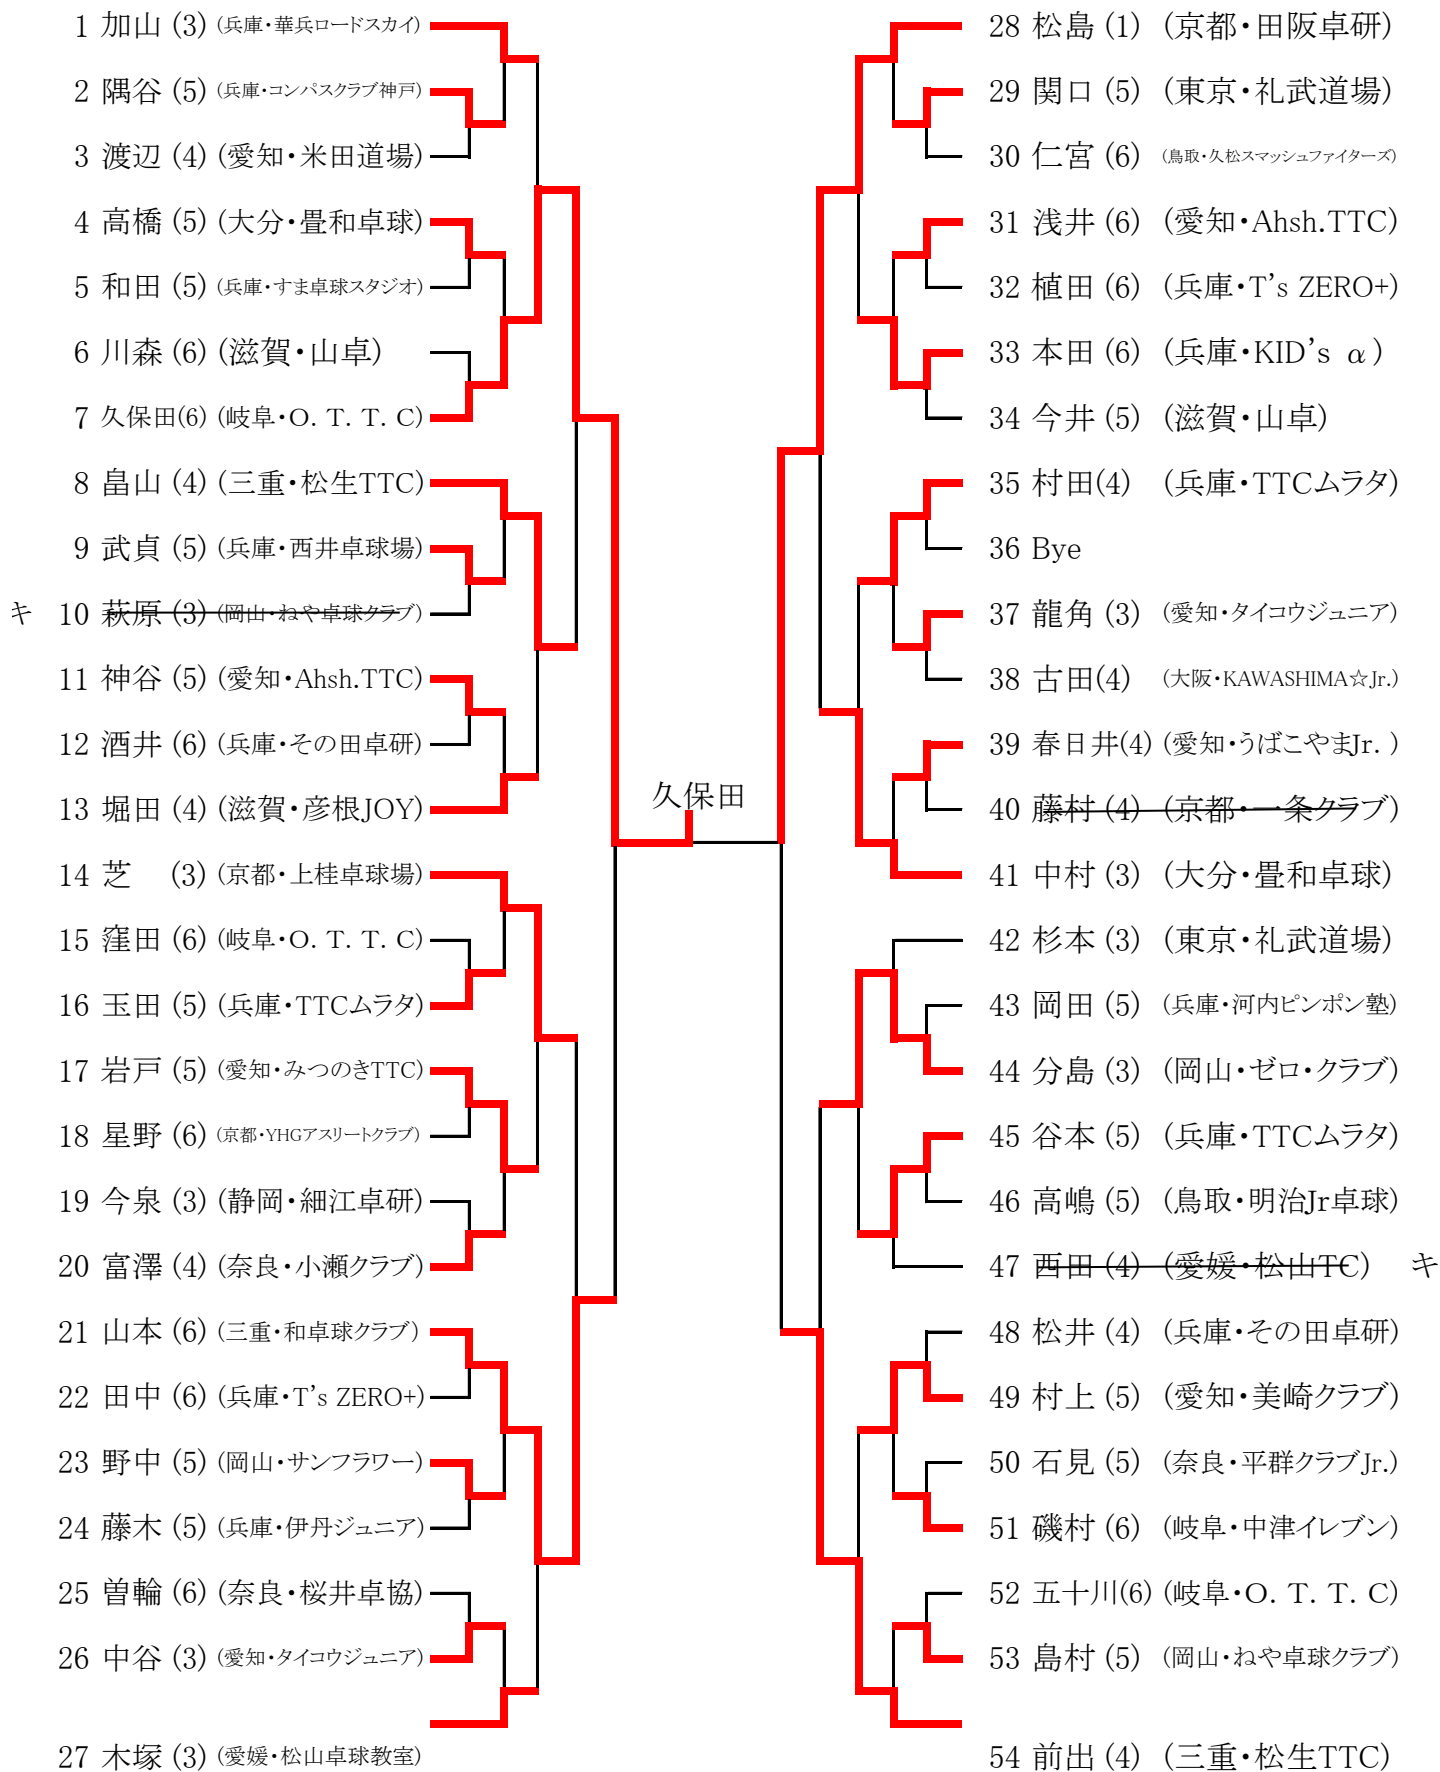 1 加山 (3) (兵庫・華兵ロードスカイ)
2 隅谷 (5) (兵庫・コンパスクラブ神戸)
3 渡辺 (4) (愛知・米田道場)
4 高橋 (5) (大分・畳和卓球)
5 和田 (5) (兵庫・すま卓球スタジオ)
6 川森 (6) (滋賀・山卓)
7 久保田(6) (岐阜・O. T. T. C)
8 畠山 (4) (三重・松生TTC)
9 武貞 (5) (兵庫・西井卓球場)
キ 10 萩原 (3) (岡山・ねや卓球クラブ)
11 神谷 (5) (愛知・Ahsh.TTC)
12 酒井 (6) (兵庫・その田卓研)
13 堀田 (4) (滋賀・彦根JOY)
14 芝 (3) (京都・上桂卓球場)
15 窪田 (6) (岐阜・O. T. T. C)
16 玉田 (5) (兵庫・TTCムラタ)
17 岩戸 (5) (愛知・みつのきTTC)
18 星野 (6) (京都・YHGアスリートクラブ)
19 今泉 (3) (静岡・細江卓研)
20 富澤 (4) (奈良・小瀬クラブ)
21 山本 (6) (三重・和卓球クラブ)
22 田中 (6) (兵庫・T's ZERO+)
23 野中 (5) (岡山・サンフラワー)
24 藤木 (5) (兵庫・伊丹ジュニア)
25 曽輪 (6) (奈良・桜井卓協)
26 中谷 (3) (愛知・タイコウジュニア)
27 木塚 (3) (愛媛・松山卓球教室)
久保田
28 松島 (1) (京都・田阪卓研)
29 関口 (5) (東京・礼武道場)
30 仁宮 (6) (鳥取・久松スマッシュファイターズ)
31 浅井 (6) (愛知・Ahsh.TTC)
32 植田 (6) (兵庫・T's ZERO+)
33 本田 (6) (兵庫・KID's α)
34 今井 (5) (滋賀・山卓)
35 村田(4) (兵庫・TTCムラタ)
36 Bye
37 龍角 (3) (愛知・タイコウジュニア)
38 古田(4) (大阪・KAWASHIMA☆Jr.)
39 春日井(4) (愛知・うばこやまJr. )
40 藤村 (4) (京都・一条クラブ)
41 中村 (3) (大分・畳和卓球)
42 杉本 (3) (東京・礼武道場)
43 岡田 (5) (兵庫・河内ピンポン塾)
44 分島 (3) (岡山・ゼロ・クラブ)
45 谷本 (5) (兵庫・TTCムラタ)
46 高嶋 (5) (鳥取・明治Jr卓球)
47 西田 (4) (愛媛・松山TC) キ
48 松井 (4) (兵庫・その田卓研)
49 村上 (5) (愛知・美崎クラブ)
50 石見 (5) (奈良・平群クラブJr.)
51 磯村 (6) (岐阜・中津イレブン)
52 五十川(6) (岐阜・O. T. T. C)
53 島村 (5) (岡山・ねや卓球クラブ)
54 前出 (4) (三重・松生TTC)